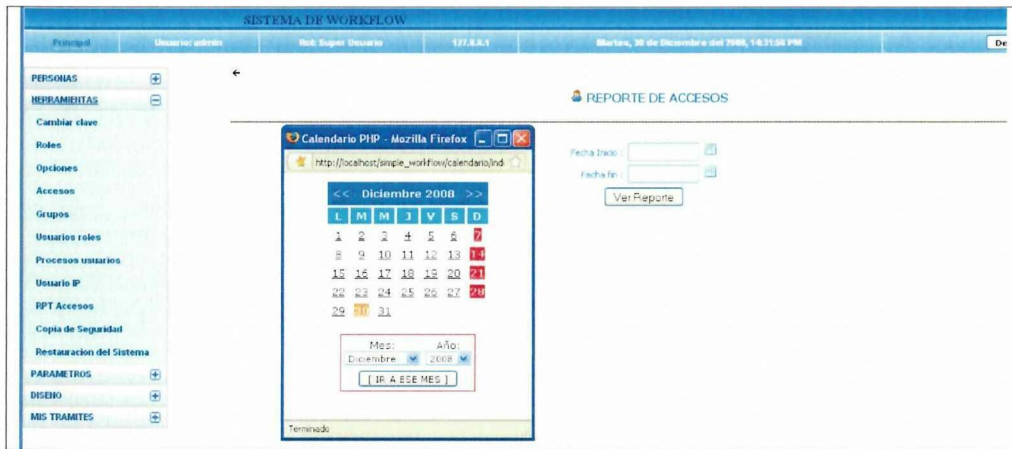 SISTEMA DE WORKFLOW
Principal
Usuario: admin
Rol: Super Usuario
127.0.0.1
Martes, 30 de Diciembre del 2008, 14:31:56 PM
De
PERSONAS
HERRAMIENTAS
Cambiar clave
Roles
Opciones
Accesos
Grupos
Usuarios roles
Procesos usuarios
Usuario IP
RPT Accesos
Copia de Seguridad
Restauracion del Sistema
PARAMETROS
DISEÑO
MIS TRAMITES
REPORTE DE ACCESOS
Fecha Inicio :
Fecha fin :
Ver Reporte
Calendario PHP - Mozilla Firefox
http://localhost/simple_workflow/calendario/ind
<< Diciembre 2008 >>
L M M J V S D
1 2 3 4 5 6 7
8 9 10 11 12 13 14
15 16 17 18 19 20 21
22 23 24 25 26 27 28
29 30 31
Mes: Año:
Diciembre 2008
[ IR A ESE MES ]
Terminado